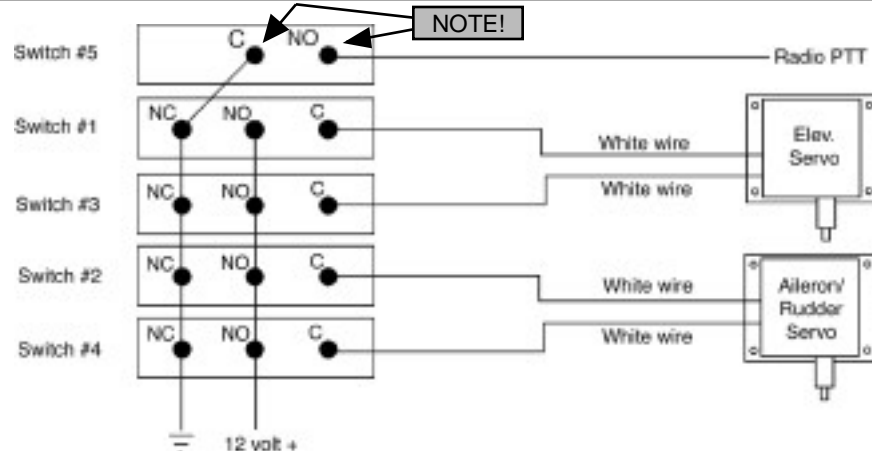 NOTE!
Switch #5
C NO
Radio PTT
Switch #1
NC NO C
White wire
Elev.
Servo
Switch #3
NC NO C
White wire
Switch #2
NC NO C
White wire
Aileron/
Rudder
Servo
Switch #4
NC NO C
White wire
12 volt +